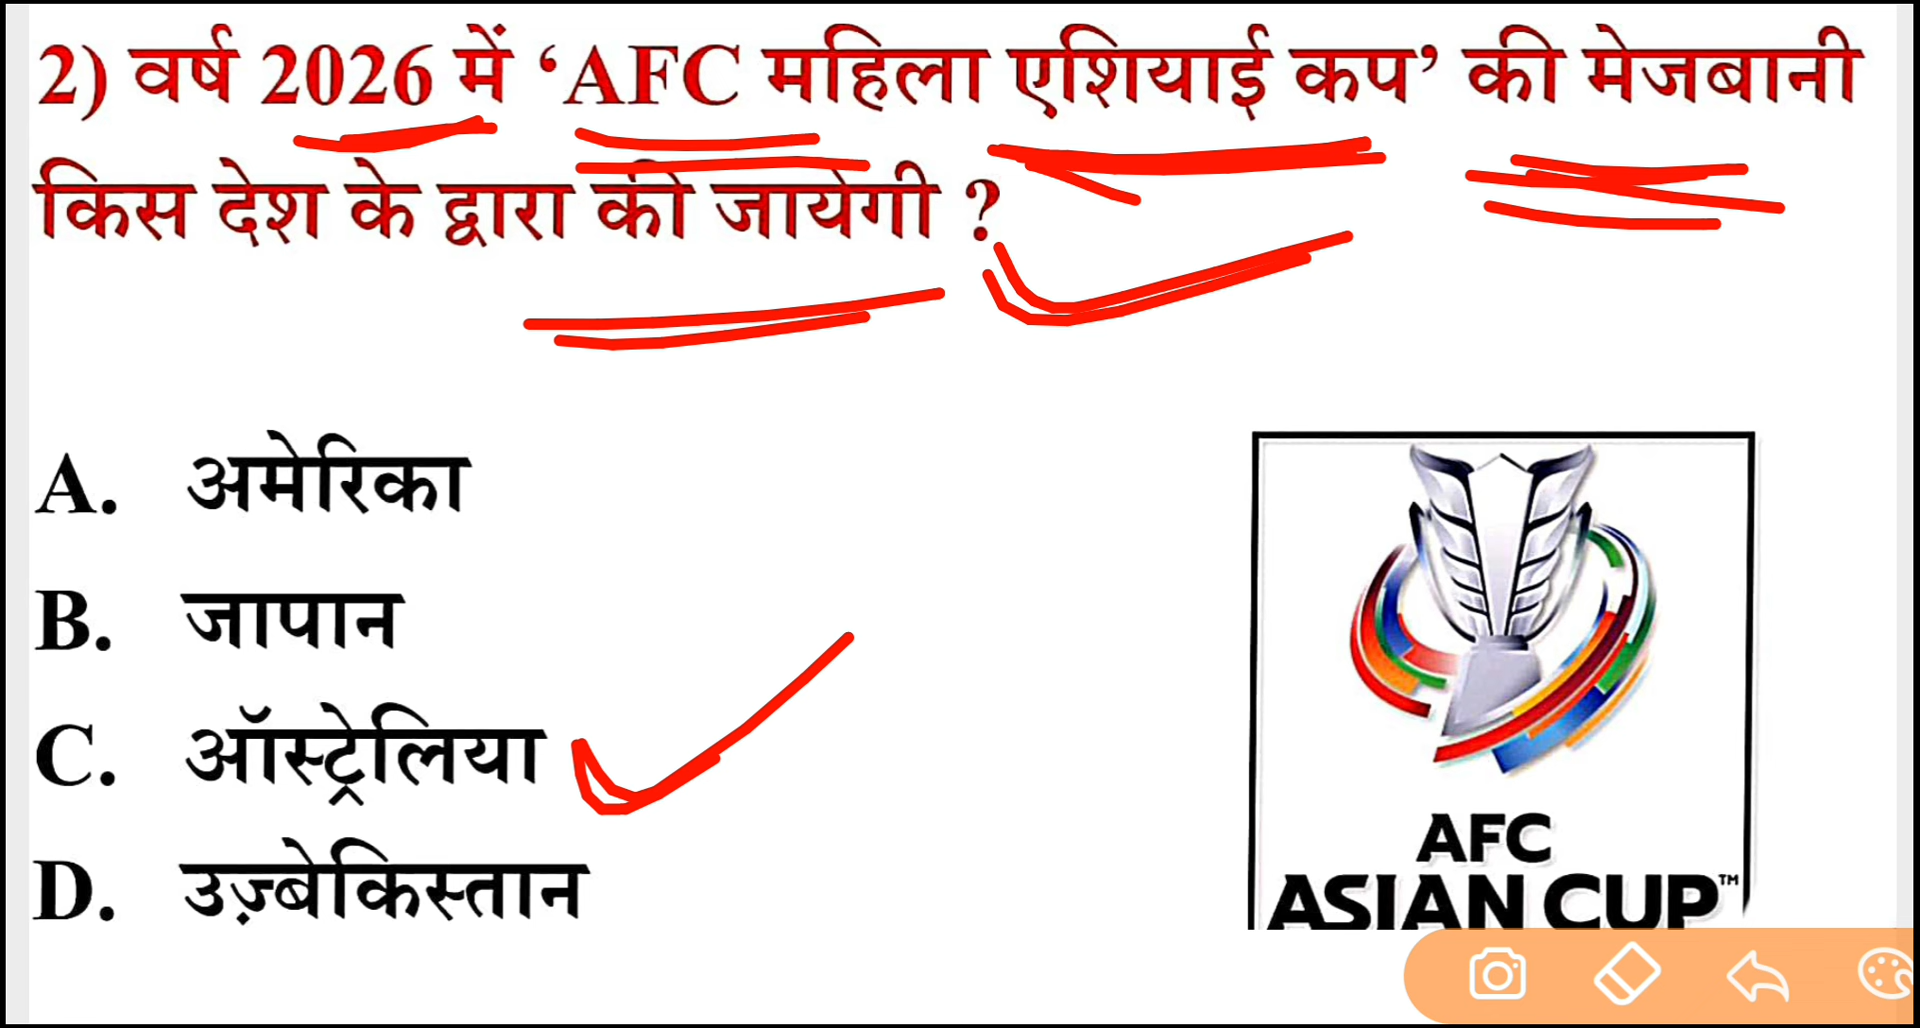 2) वर्ष 2026 में ‘AFC महिला एशियाई कप’ की मेजबानी
किस देश के द्वारा की जायेगी ?
A. अमेरिका
B. जापान
C. ऑस्ट्रेलिया
D. उज़्बेकिस्तान
AFC
ASIAN CUP™